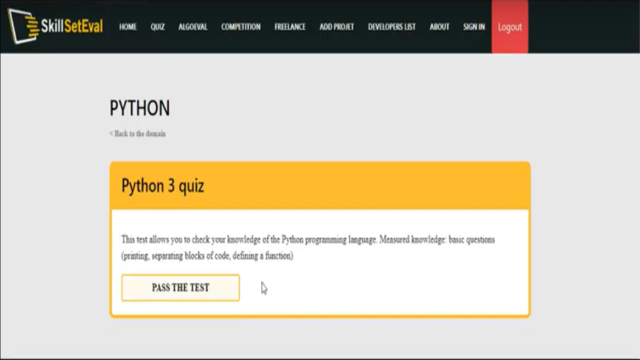 SkillSetEval HOME QUIZ ALGOEVAL COMPETITION FREELANCE ADD PROJET DEVELOPERS LIST ABOUT SIGN IN Logout
PYTHON
< Back to the domain
Python 3 quiz
This test allows you to check your knowledge of the Python programming language. Measured knowledge: basic questions
(printing, separating blocks of code, defining a function)
PASS THE TEST